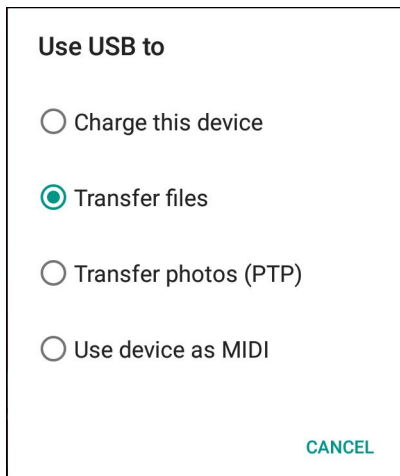 Use USB to
Charge this device
Transfer files
Transfer photos (PTP)
Use device as MIDI
CANCEL